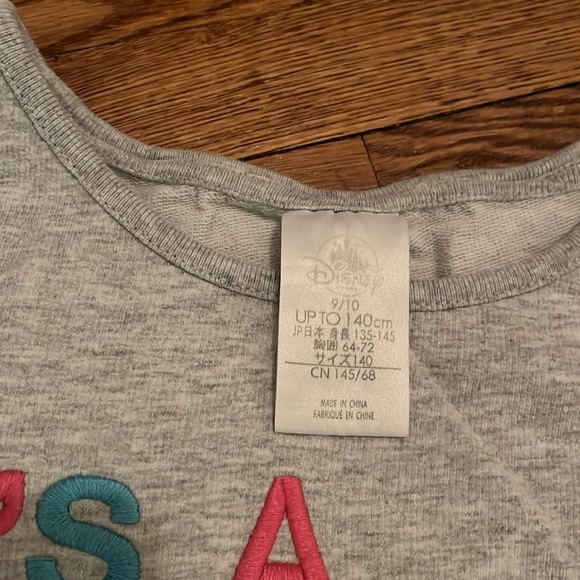 Disney
9/10
UP TO 140cm
JP日本 身長 135-145
胸囲 64-72
サイズ140
CN 145/68
MADE IN CHINA
FABRIQUÉ EN CHINE
'S A